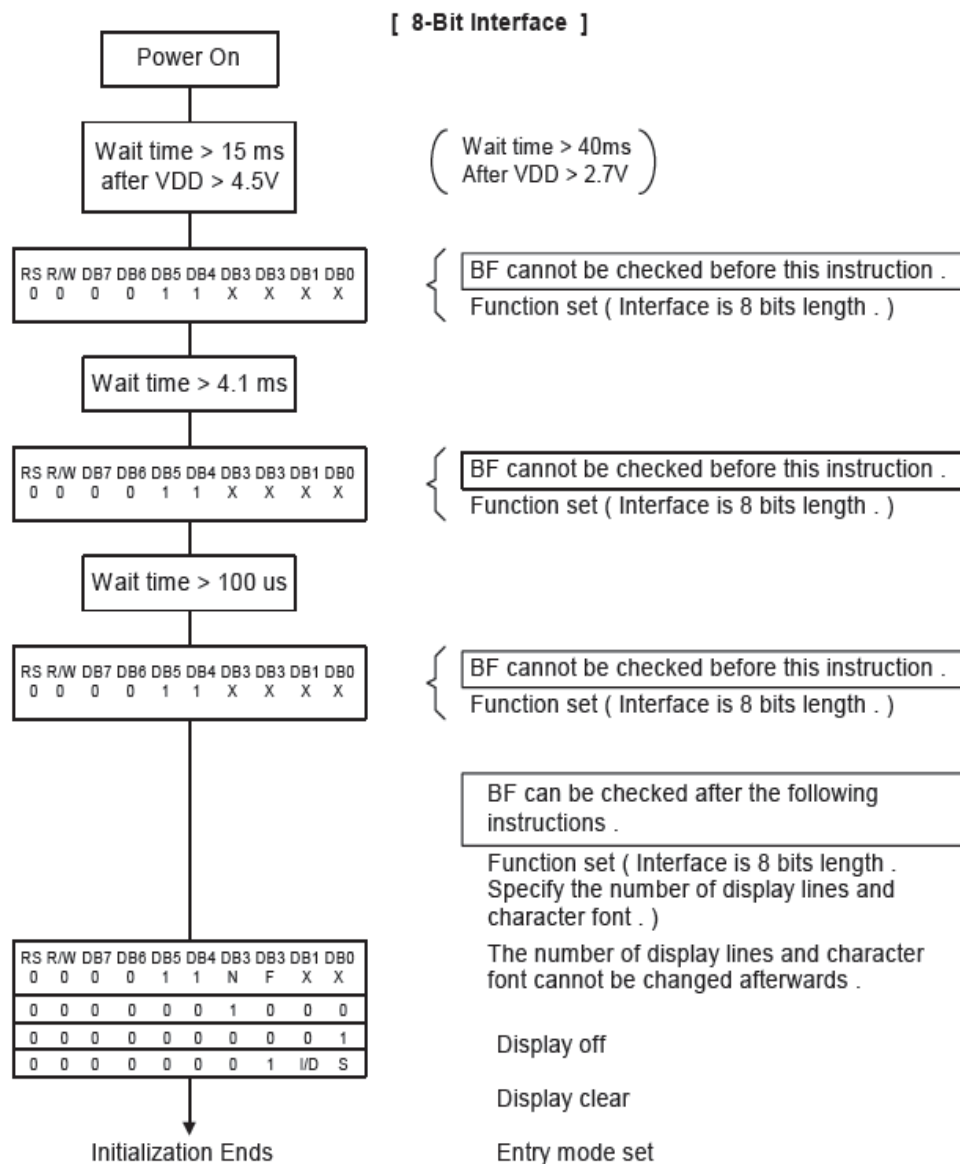 [ 8-Bit Interface ]
Power On
Wait time > 15 ms
after VDD > 4.5V
Wait time > 40ms
After VDD > 2.7V
RS R/W DB7 DB6 DB5 DB4 DB3 DB3 DB1 DB0
0 0 0 0 1 1 X X X X
BF cannot be checked before this instruction .
Function set ( Interface is 8 bits length . )
Wait time > 4.1 ms
RS R/W DB7 DB6 DB5 DB4 DB3 DB3 DB1 DB0
0 0 0 0 1 1 X X X X
BF cannot be checked before this instruction .
Function set ( Interface is 8 bits length . )
Wait time > 100 us
RS R/W DB7 DB6 DB5 DB4 DB3 DB3 DB1 DB0
0 0 0 0 1 1 X X X X
BF cannot be checked before this instruction .
Function set ( Interface is 8 bits length . )
BF can be checked after the following
instructions .
Function set ( Interface is 8 bits length .
Specify the number of display lines and
character font . )
The number of display lines and character
font cannot be changed afterwards .
RS R/W DB7 DB6 DB5 DB4 DB3 DB3 DB1 DB0
0 0 0 0 1 1 N F X X
0 0 0 0 0 0 1 0 0 0
0 0 0 0 0 0 0 0 0 1
0 0 0 0 0 0 0 1 I/D S
Display off
Display clear
Initialization Ends
Entry mode set